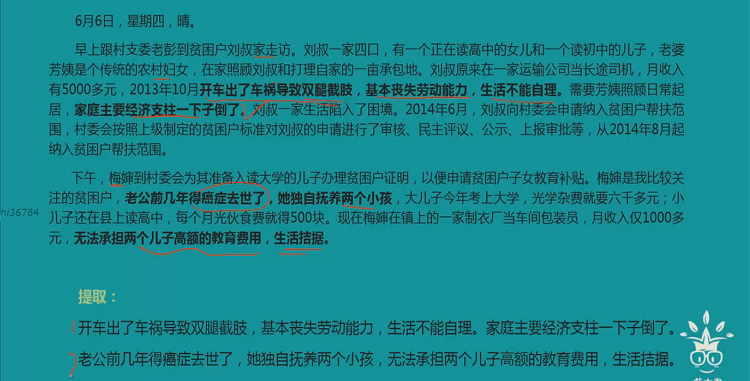 6月6日，星期四，晴。
早上跟村支委老彭到贫困户刘叔家走访。刘叔一家四口，有一个正在读高中的女儿和一个读初中的儿子，老婆
芳姨是个传统的农村妇女，在家照顾刘叔和打理自家的一亩承包地。刘叔原来在一家运输公司当长途司机，月收入
有5000多元，2013年10月开车出了车祸导致双腿截肢，基本丧失劳动能力，生活不能自理。需要芳姨照顾日常起
居，家庭主要经济支柱一下子倒了。刘叔一家生活陷入了困境。2014年6月，刘叔向村委会申请纳入贫困户帮扶范
围，村委会按照上级制定的贫困户标准对刘叔的申请进行了审核、民主评议、公示、上报审批等，从2014年8月起
纳入贫困户帮扶范围。
下午，梅婶到村委会为其准备入读大学的儿子办理贫困户证明，以便申请贫困户子女教育补贴。梅婶是我比较关
注的贫困户，老公前几年得癌症去世了，她独自抚养两个小孩，大儿子今年考上大学，光学杂费就要六千多元；小
儿子还在县上读高中，每个月光伙食费就得500块。现在梅婶在镇上的一家制衣厂当车间包装员，月收入仅1000多
元，无法承担两个儿子高额的教育费用，生活拮据。
hl36784
提取：
开车出了车祸导致双腿截肢，基本丧失劳动能力，生活不能自理。家庭主要经济支柱一下子倒了。
老公前几年得癌症去世了，她独自抚养两个小孩，无法承担两个儿子高额的教育费用，生活拮据。